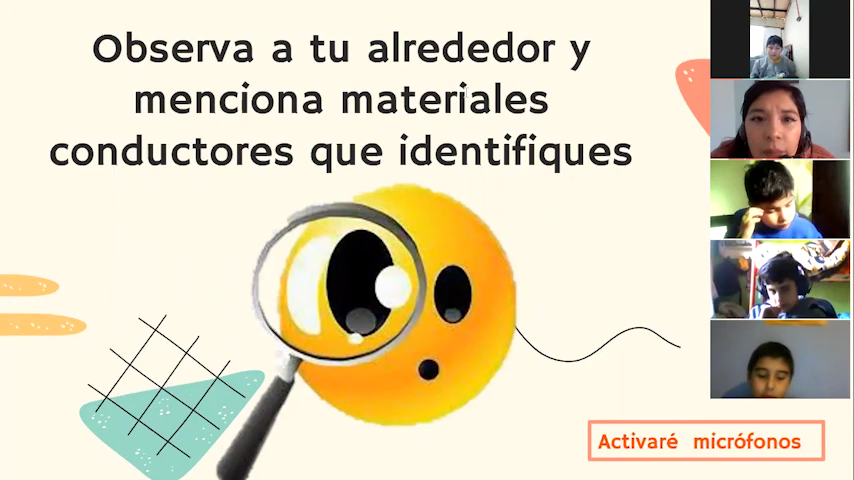 Observa a tu alrededor y
menciona materiales
conductores que identifiques
Activaré micrófonos